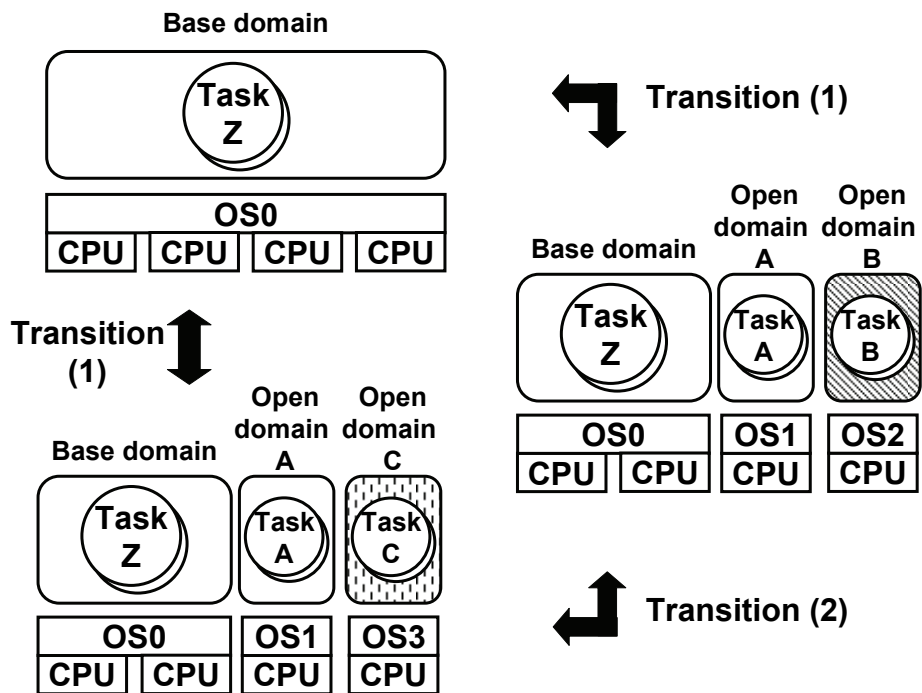 Base domain
Task
Z
OS0
CPU CPU CPU CPU
Transition (1)
Transition
(1)
Base domain
Open
domain
A
Open
domain
B
Task
Z
Task
A
Task
B
OS0 OS1 OS2
CPU CPU CPU CPU
Base domain
Open
domain
A
Open
domain
C
Task
Z
Task
A
Task
C
OS0 OS1 OS3
CPU CPU CPU CPU
Transition (2)